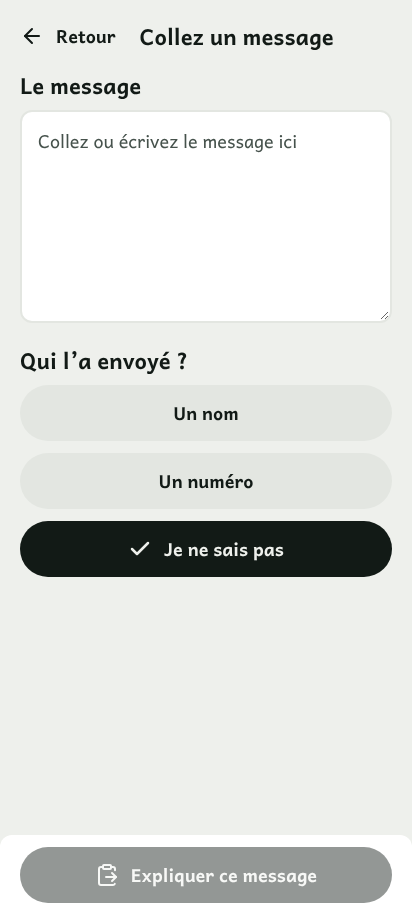 Retour
Collez un message
Le message
Collez ou écrivez le message ici
Qui l’a envoyé ?
Un nom
Un numéro
Je ne sais pas
Expliquer ce message